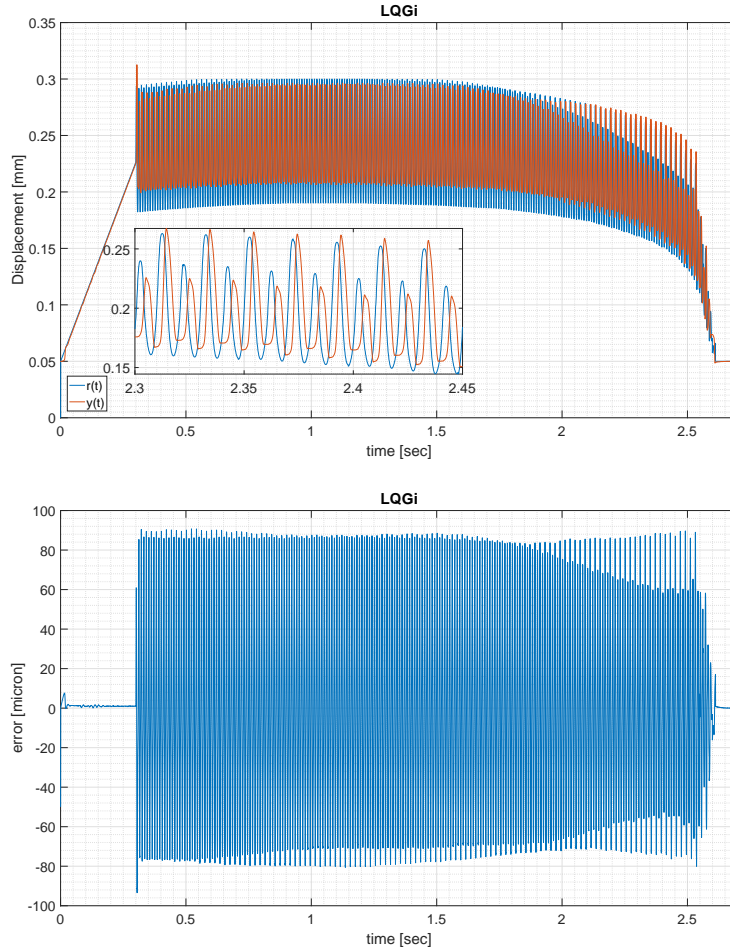 LQGi
0.35
0.3
0.25
0.2
0.15
0.1
0.05
0
Displacement [mm]
0.25
0.2
0.15
2.3 2.35 2.4 2.45
r(t)
y(t)
0 0.5 1 1.5 2 2.5
time [sec]
LQGi
100
80
60
40
20
0
-20
-40
-60
-80
-100
error [micron]
0 0.5 1 1.5 2 2.5
time [sec]